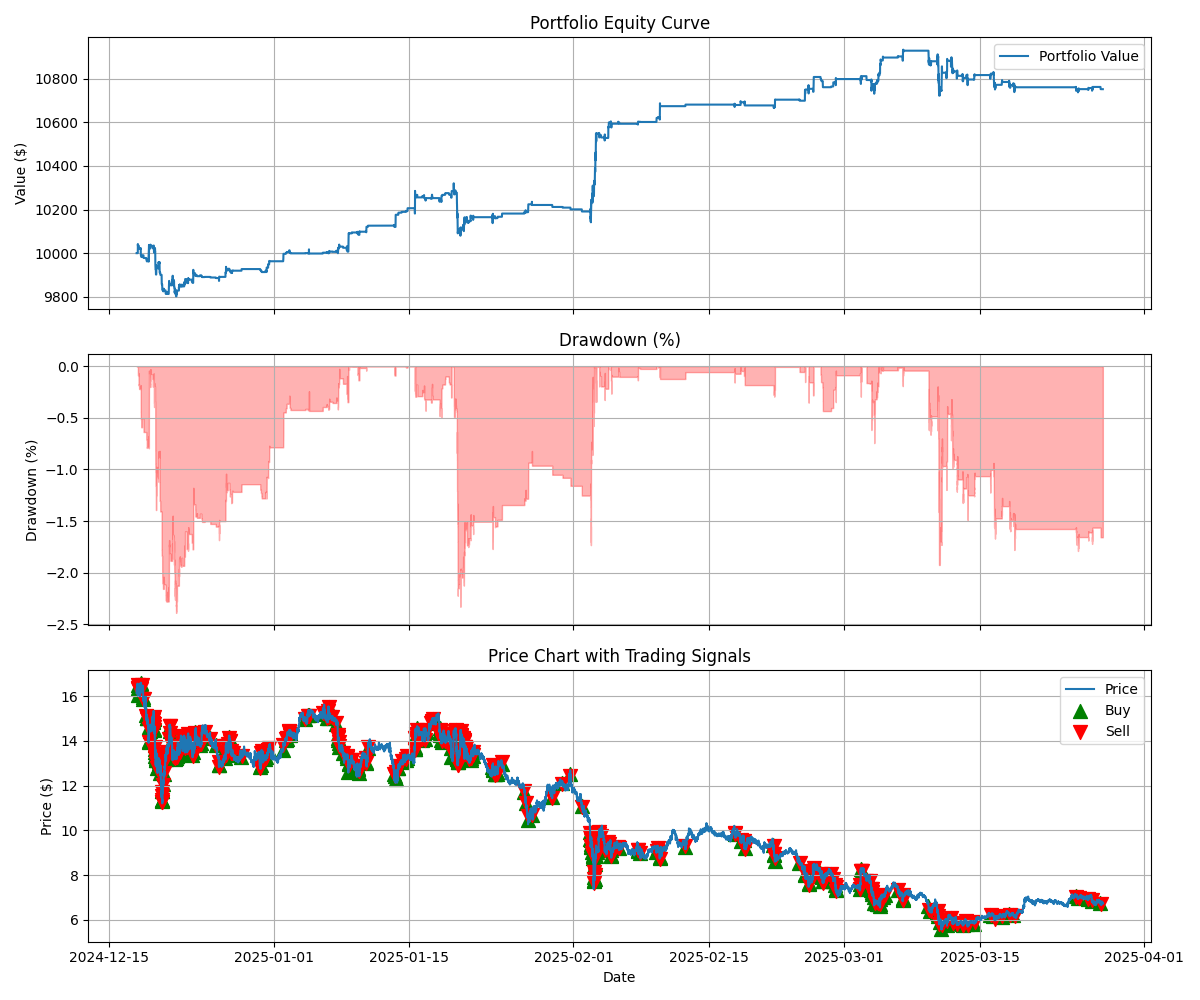 Portfolio Equity Curve
Value ($)
10800
10600
10400
10200
10000
9800
Portfolio Value
Drawdown (%)
Drawdown (%)
0.0
−0.5
−1.0
−1.5
−2.0
−2.5
Price Chart with Trading Signals
Price ($)
16
14
12
10
8
6
Price
Buy
Sell
2024-12-15 2025-01-01 2025-01-15 2025-02-01 2025-02-15 2025-03-01 2025-03-15 2025-04-01
Date